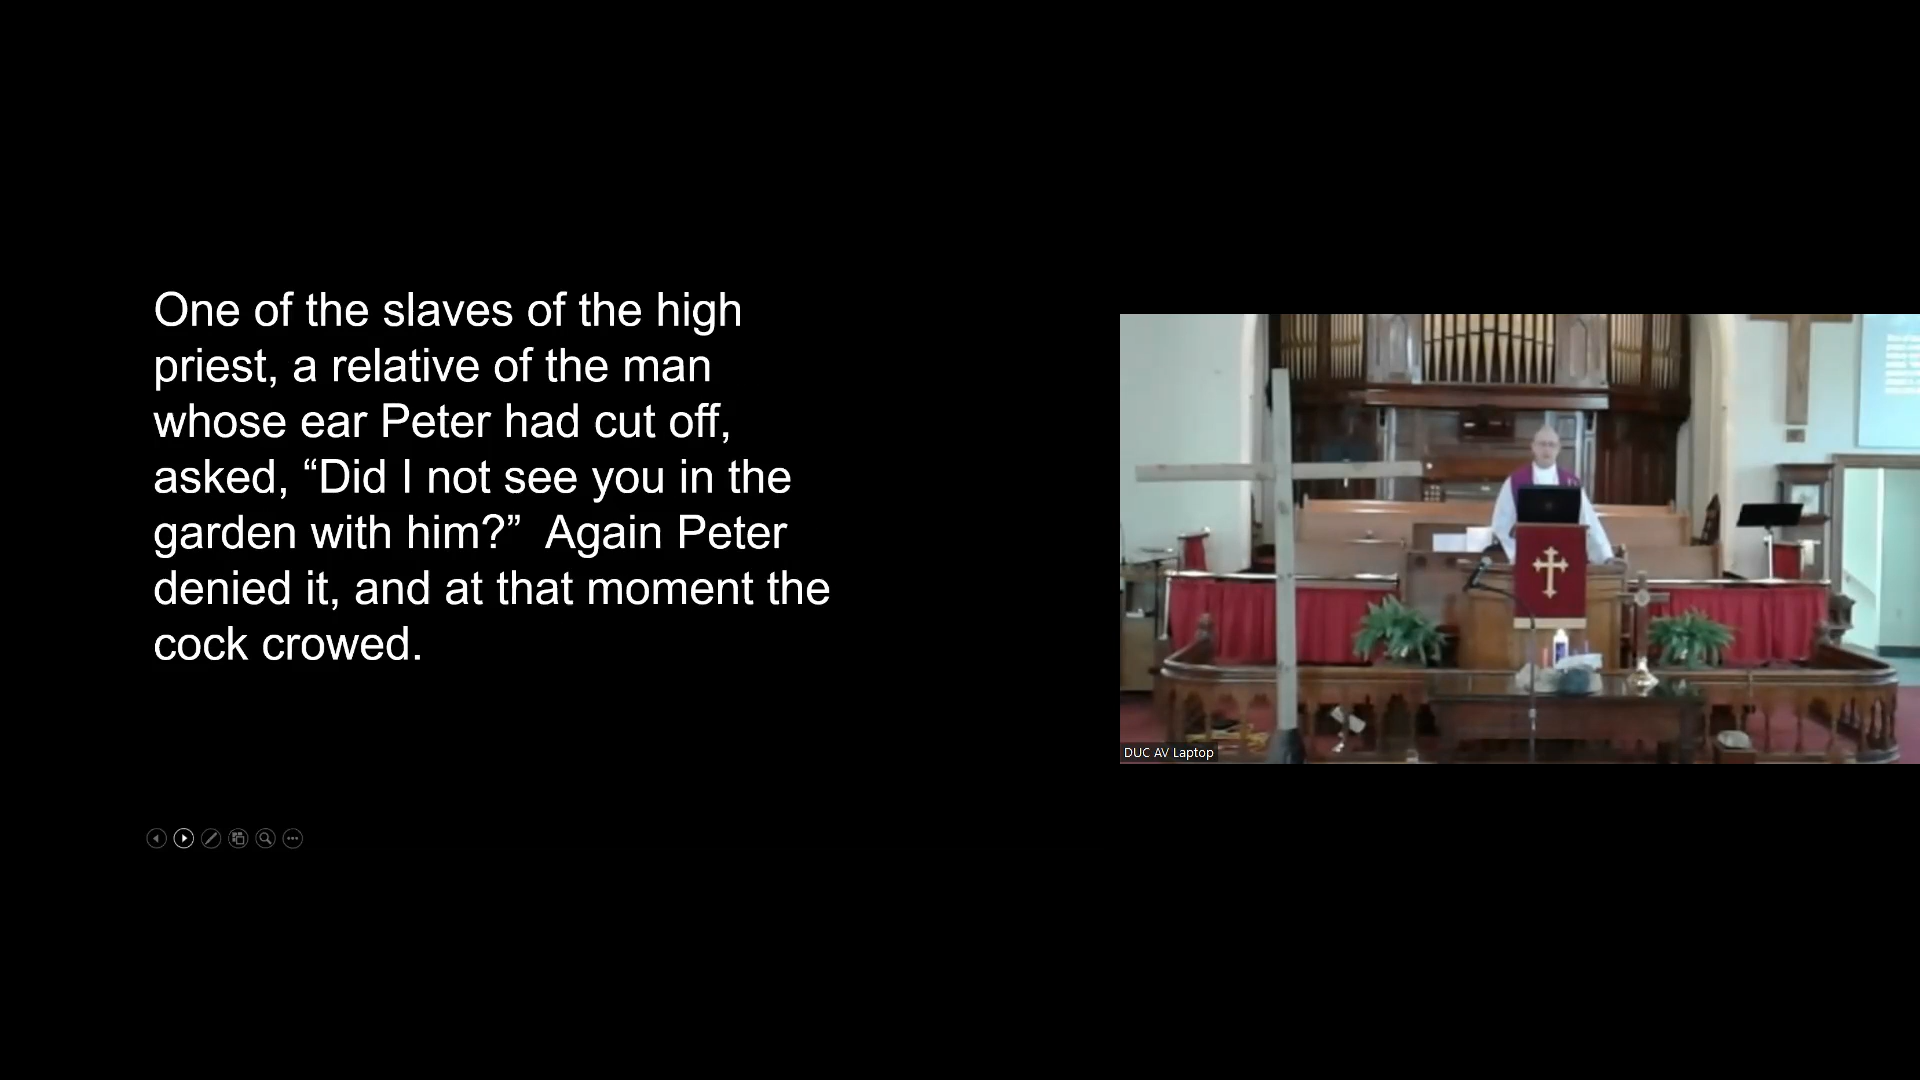 One of the slaves of the high
priest, a relative of the man
whose ear Peter had cut off,
asked, “Did I not see you in the
garden with him?”  Again Peter
denied it, and at that moment the
cock crowed.
DUC AV Laptop